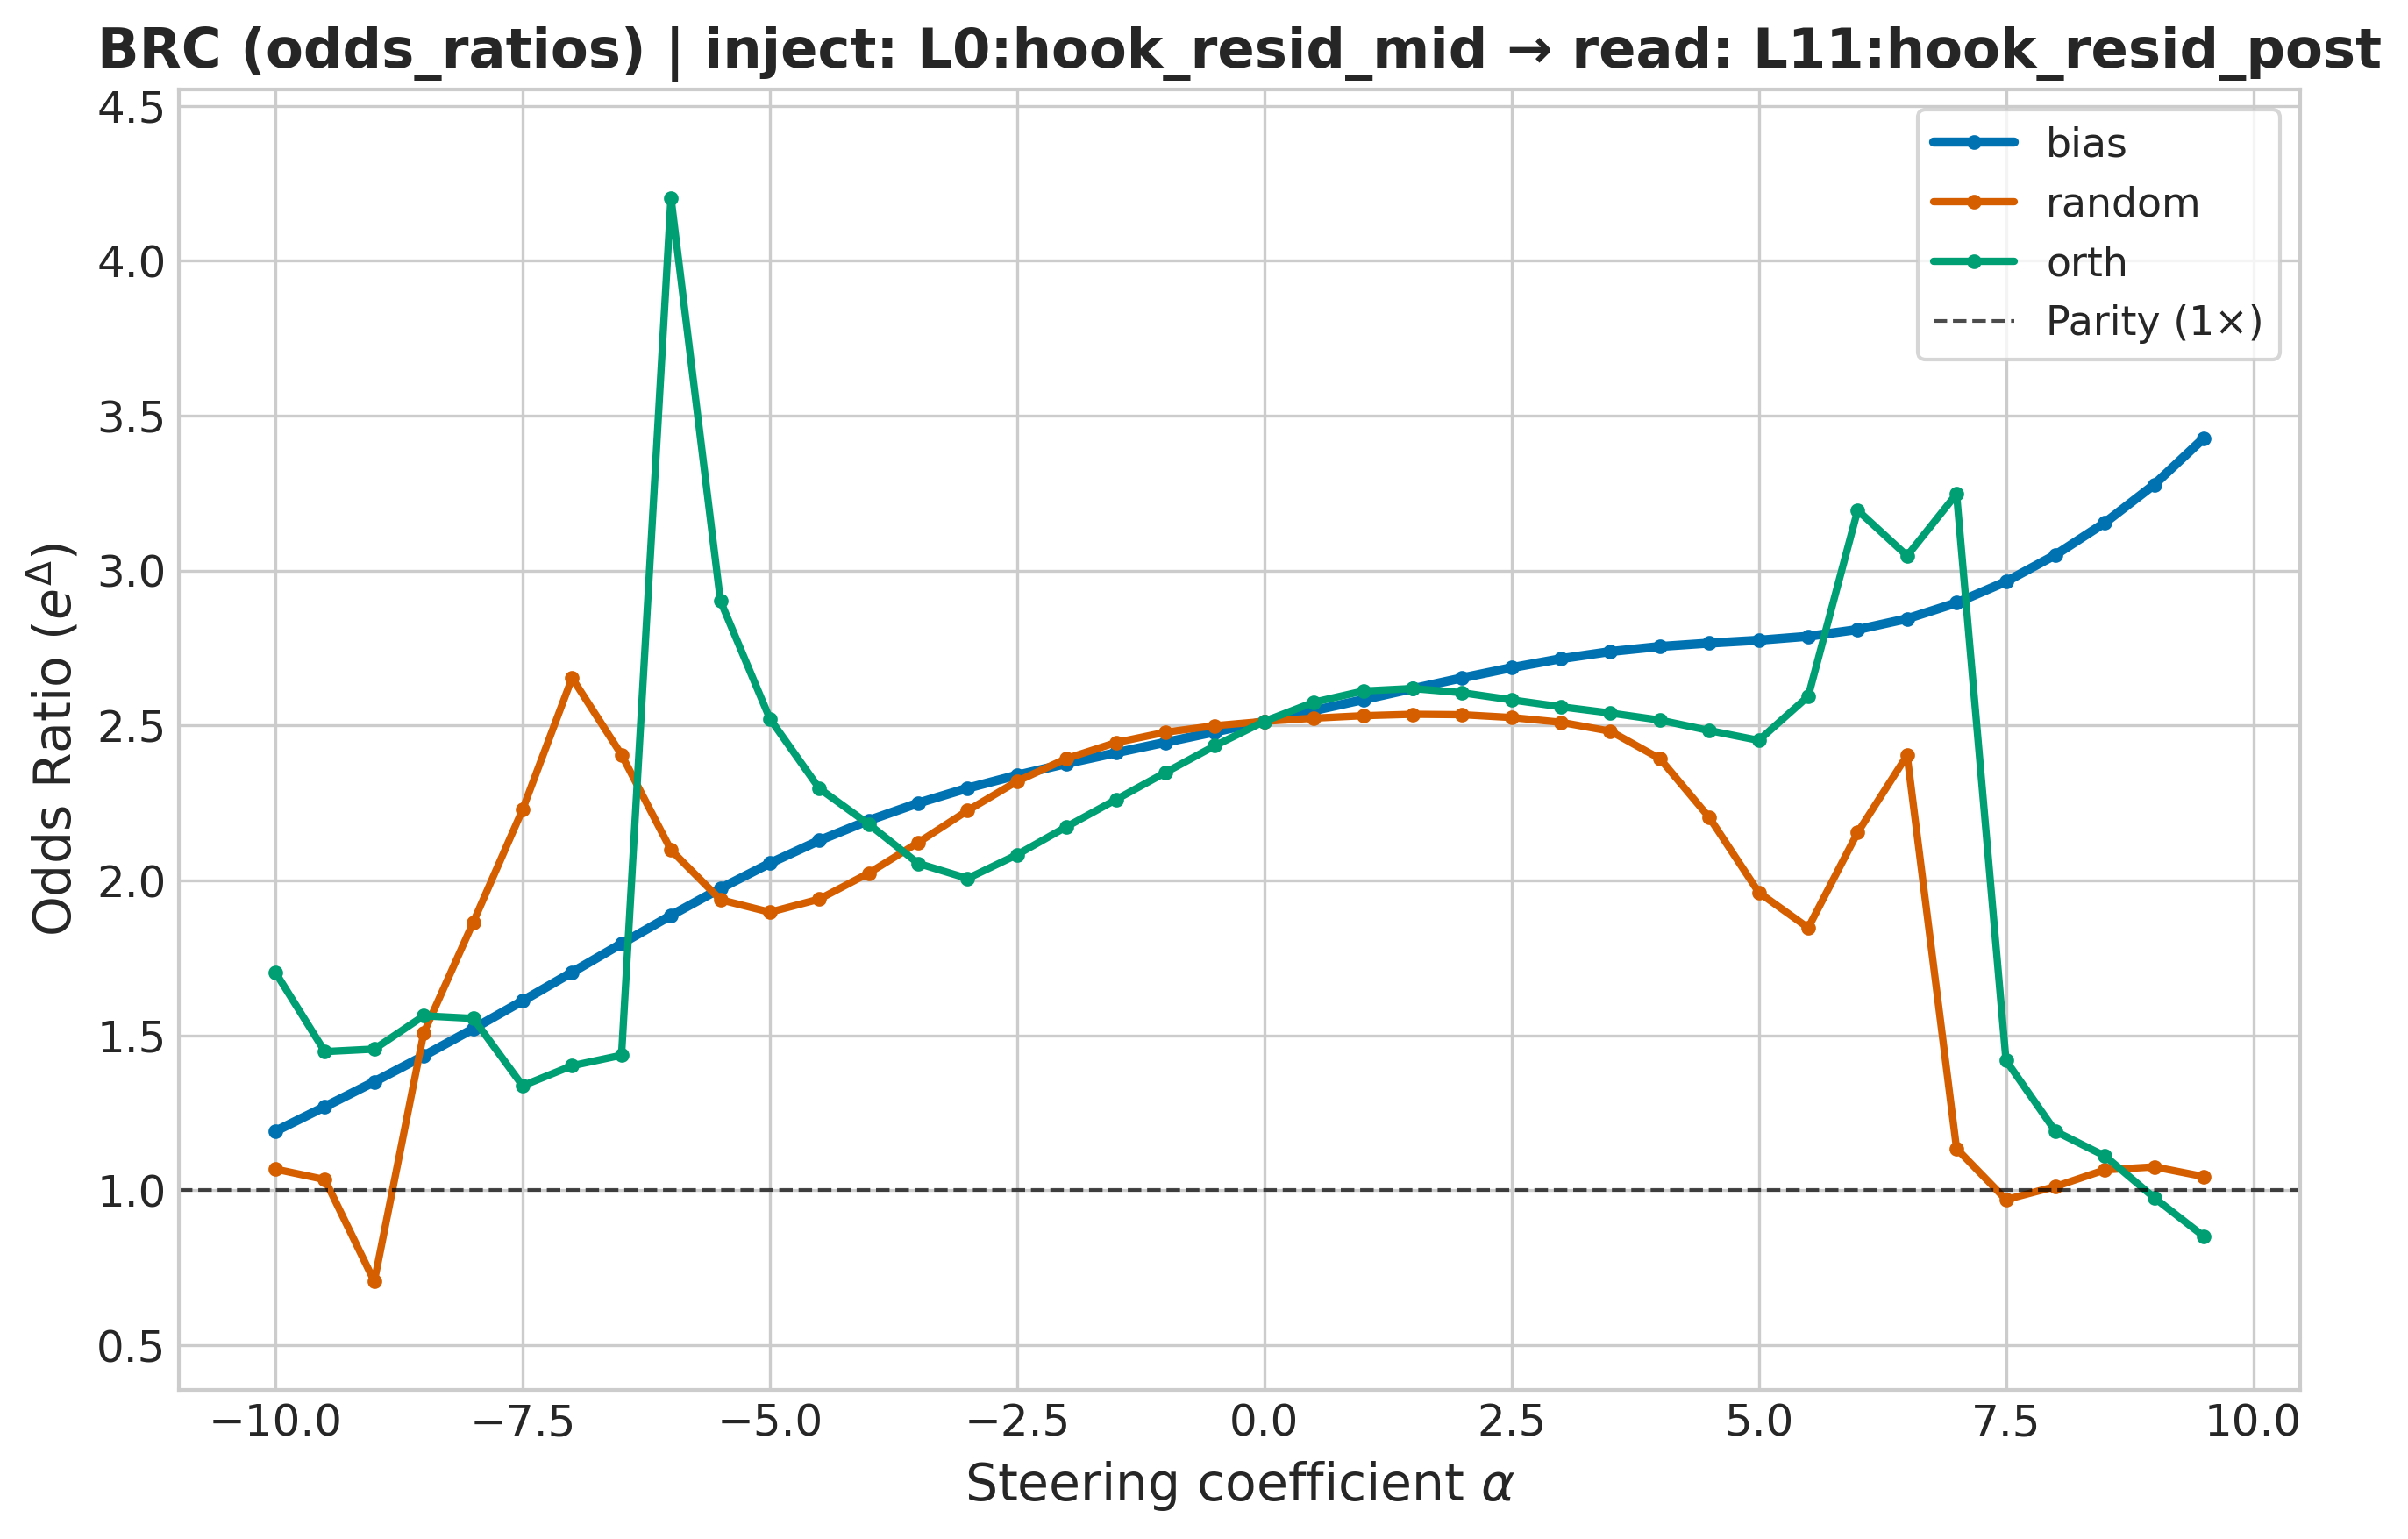 BRC (odds_ratios) | inject: L0:hook_resid_mid → read: L11:hook_resid_post
4.5
4.0
3.5
3.0
2.5
2.0
1.5
1.0
0.5
Odds Ratio (e^Δ)
bias
random
orth
Parity (1×)
−10.0 −7.5 −5.0 −2.5 0.0 2.5 5.0 7.5 10.0
Steering coefficient α